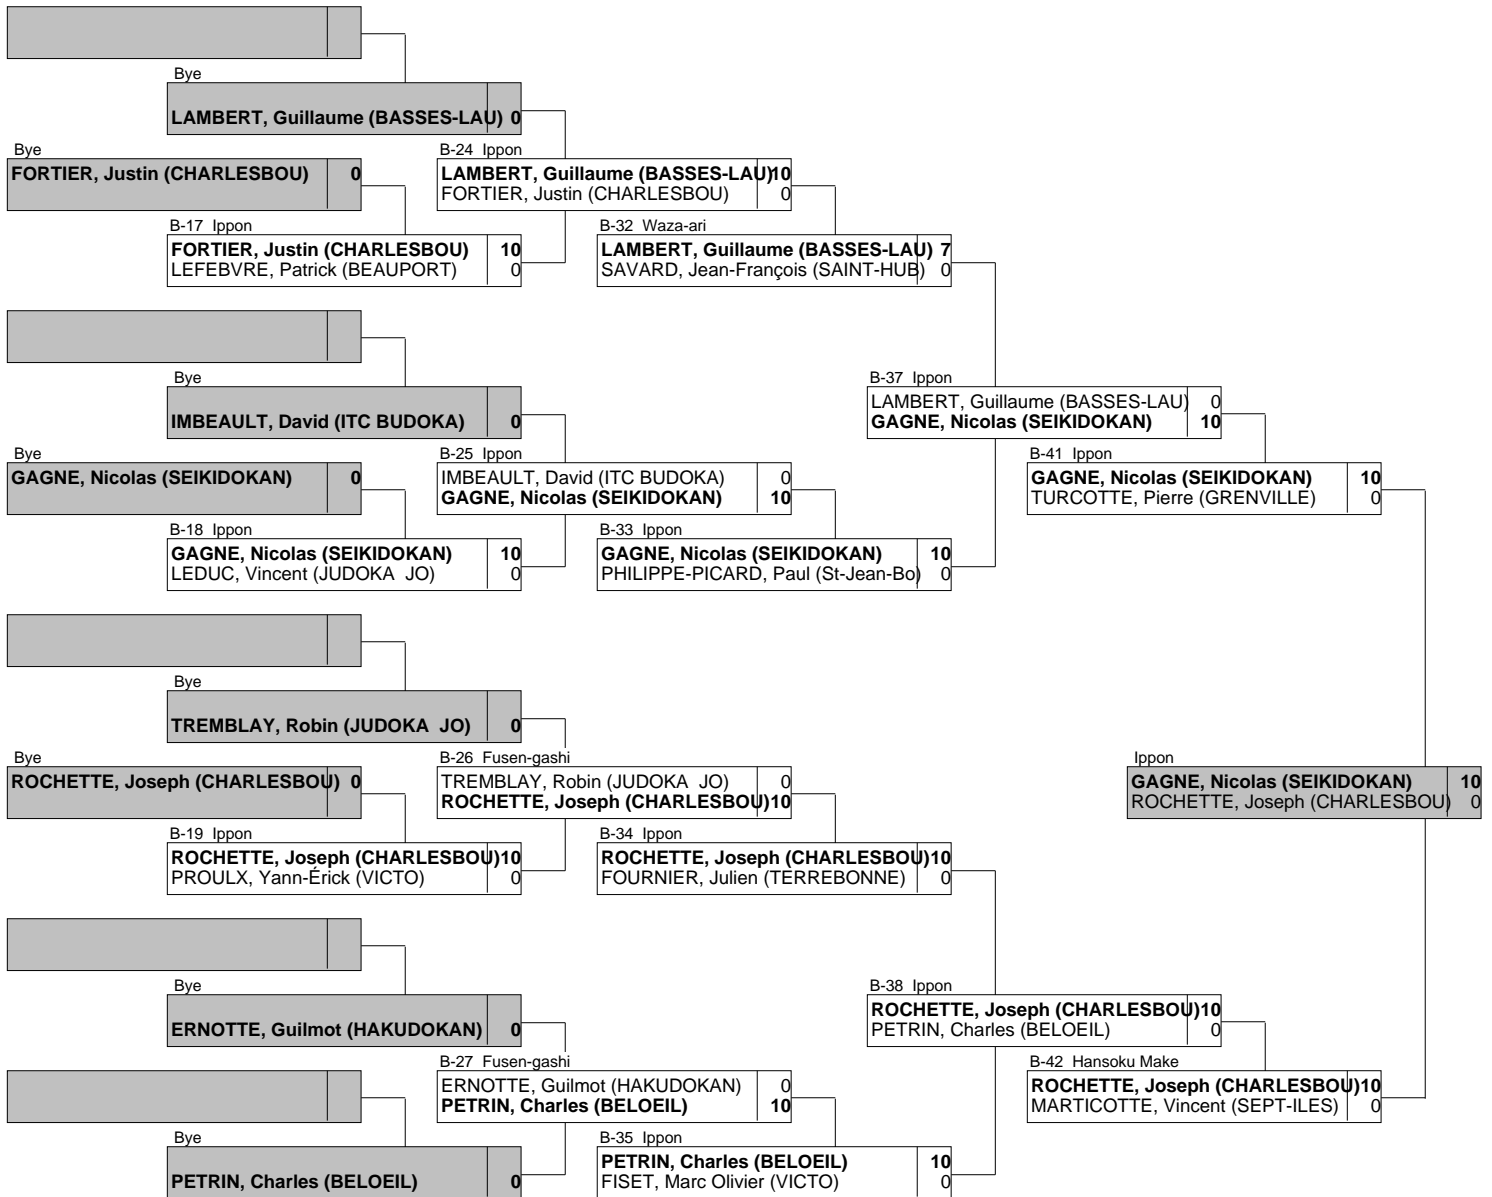 Bye
LAMBERT, Guillaume (BASSES-LAU) 0
Bye
FORTIER, Justin (CHARLESBOU) 0
B-24 Ippon
LAMBERT, Guillaume (BASSES-LAU) 10
FORTIER, Justin (CHARLESBOU) 0
B-17 Ippon
FORTIER, Justin (CHARLESBOU) 10
LEFEBVRE, Patrick (BEAUPORT) 0
B-32 Waza-ari
LAMBERT, Guillaume (BASSES-LAU) 7
SAVARD, Jean-François (SAINT-HUB) 0
Bye
IMBEAULT, David (ITC BUDOKA) 0
B-37 Ippon
LAMBERT, Guillaume (BASSES-LAU) 0
GAGNE, Nicolas (SEIKIDOKAN) 10
Bye
GAGNE, Nicolas (SEIKIDOKAN) 0
B-25 Ippon
IMBEAULT, David (ITC BUDOKA) 0
GAGNE, Nicolas (SEIKIDOKAN) 10
B-41 Ippon
GAGNE, Nicolas (SEIKIDOKAN) 10
TURCOTTE, Pierre (GRENVILLE) 0
B-18 Ippon
GAGNE, Nicolas (SEIKIDOKAN) 10
LEDUC, Vincent (JUDOKA JO) 0
B-33 Ippon
GAGNE, Nicolas (SEIKIDOKAN) 10
PHILIPPE-PICARD, Paul (St-Jean-Bo) 0
Bye
TREMBLAY, Robin (JUDOKA JO) 0
Bye
ROCHETTE, Joseph (CHARLESBOU) 0
B-26 Fusen-gashi
TREMBLAY, Robin (JUDOKA JO) 0
ROCHETTE, Joseph (CHARLESBOU) 10
Ippon
GAGNE, Nicolas (SEIKIDOKAN) 10
ROCHETTE, Joseph (CHARLESBOU) 0
B-19 Ippon
ROCHETTE, Joseph (CHARLESBOU) 10
PROULX, Yann-Érick (VICTO) 0
B-34 Ippon
ROCHETTE, Joseph (CHARLESBOU) 10
FOURNIER, Julien (TERREBONNE) 0
Bye
ERNOTTE, Guilmot (HAKUDOKAN) 0
B-38 Ippon
ROCHETTE, Joseph (CHARLESBOU) 10
PETRIN, Charles (BELOEIL) 0
B-27 Fusen-gashi
ERNOTTE, Guilmot (HAKUDOKAN) 0
PETRIN, Charles (BELOEIL) 10
B-42 Hansoku Make
ROCHETTE, Joseph (CHARLESBOU) 10
MARTICOTTE, Vincent (SEPT-ILES) 0
Bye
PETRIN, Charles (BELOEIL) 0
B-35 Ippon
PETRIN, Charles (BELOEIL) 10
FISET, Marc Olivier (VICTO) 0